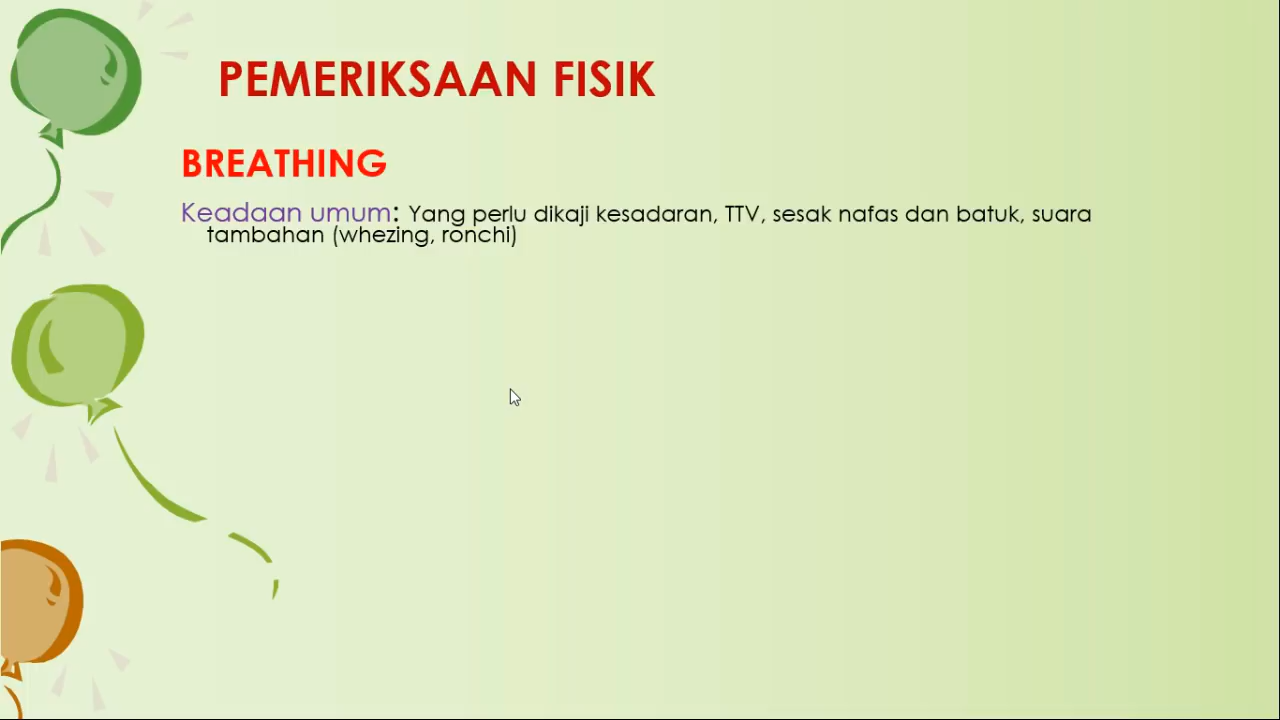 PEMERIKSAAN FISIK
BREATHING
Keadaan umum: Yang perlu dikaji kesadaran, TTV, sesak nafas dan batuk, suara
tambahan (whezing, ronchi)